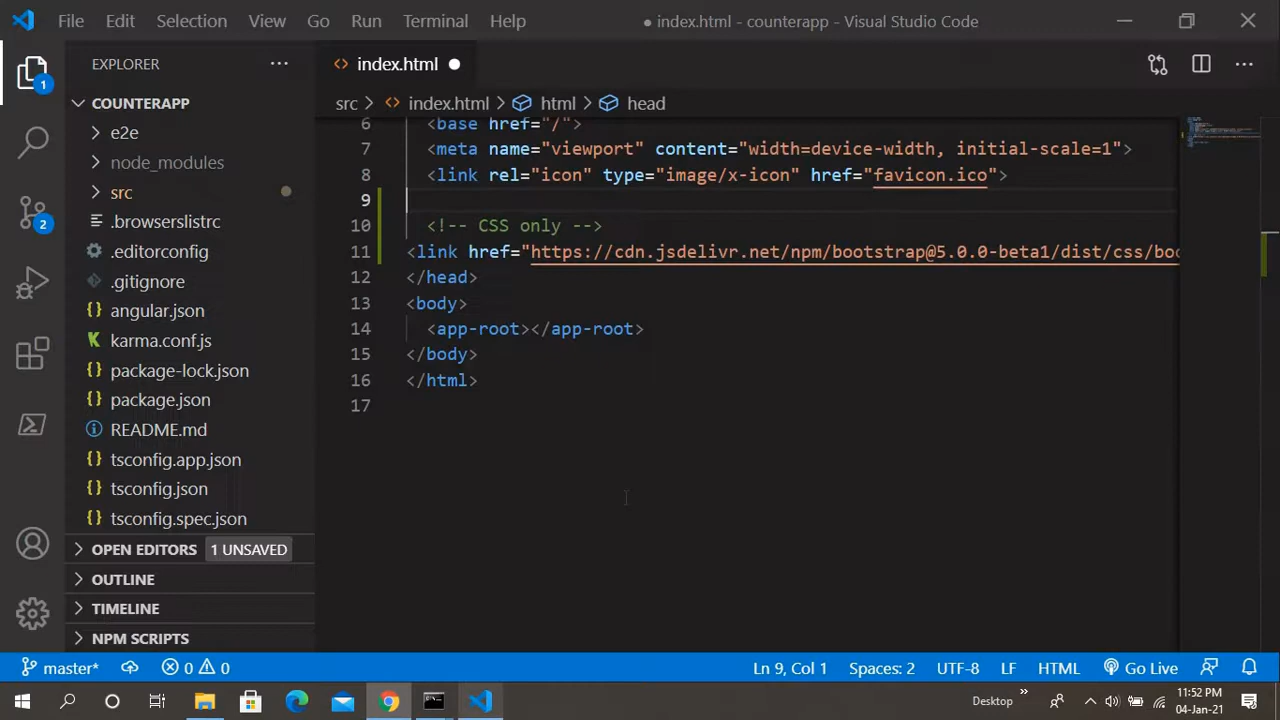 File Edit Selection View Go Run Terminal Help ● index.html - counterapp - Visual Studio Code
EXPLORER ···
index.html
1
COUNTERAPP
src > index.html > html > head
e2e
node_modules
src
.browserslistrc
2
.editorconfig
.gitignore
angular.json
karma.conf.js
package-lock.json
package.json
README.md
tsconfig.app.json
tsconfig.json
tsconfig.spec.json
OPEN EDITORS 1 UNSAVED
OUTLINE
TIMELINE
NPM SCRIPTS
6 <base href="/">
7 <meta name="viewport" content="width=device-width, initial-scale=1">
8 <link rel="icon" type="image/x-icon" href="favicon.ico">
9
10 <!-- CSS only -->
11 <link href="https://cdn.jsdelivr.net/npm/bootstrap@5.0.0-beta1/dist/css/boo
12 </head>
13 <body>
14 <app-root></app-root>
15 </body>
16 </html>
17
master* 0 0 Ln 9, Col 1 Spaces: 2 UTF-8 LF HTML Go Live
Desktop » 11:52 PM
04-Jan-21